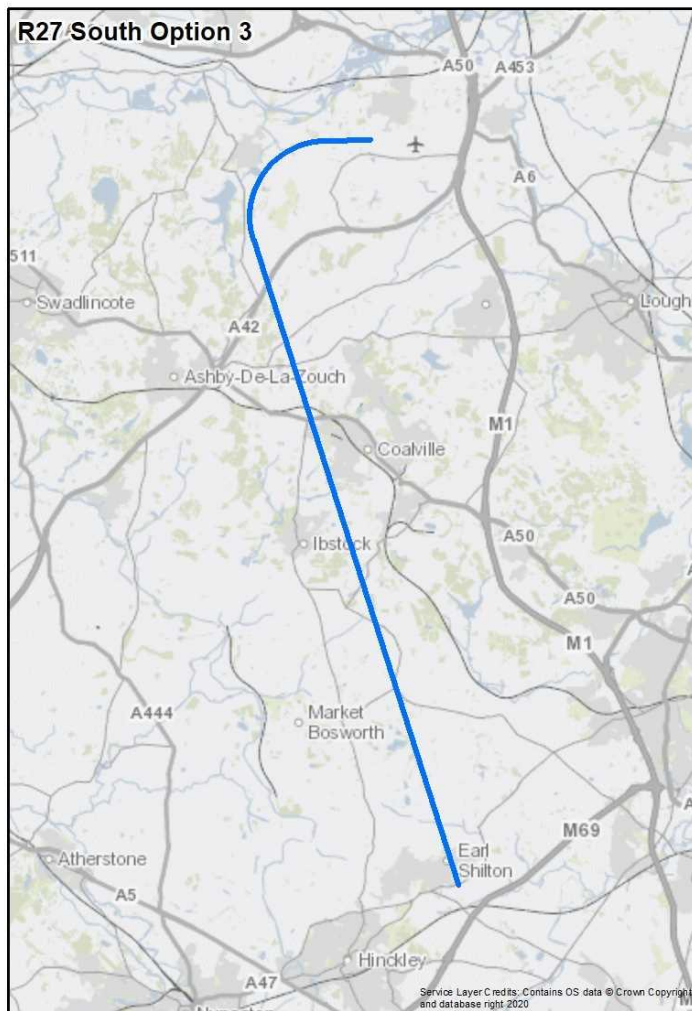 R27 South Option 3
A50
A453
A6
511
Swadlincote
Lough
A42
Ashby-De-La-Zouch
M1
Coalville
A50
Ibstock
A50
M1
A444
Market
Bosworth
M69
Earl
Shilton
Atherstone
A5
Hinckley
A47
Service Layer Credits: Contains OS data © Crown Copyright
and database right 2020